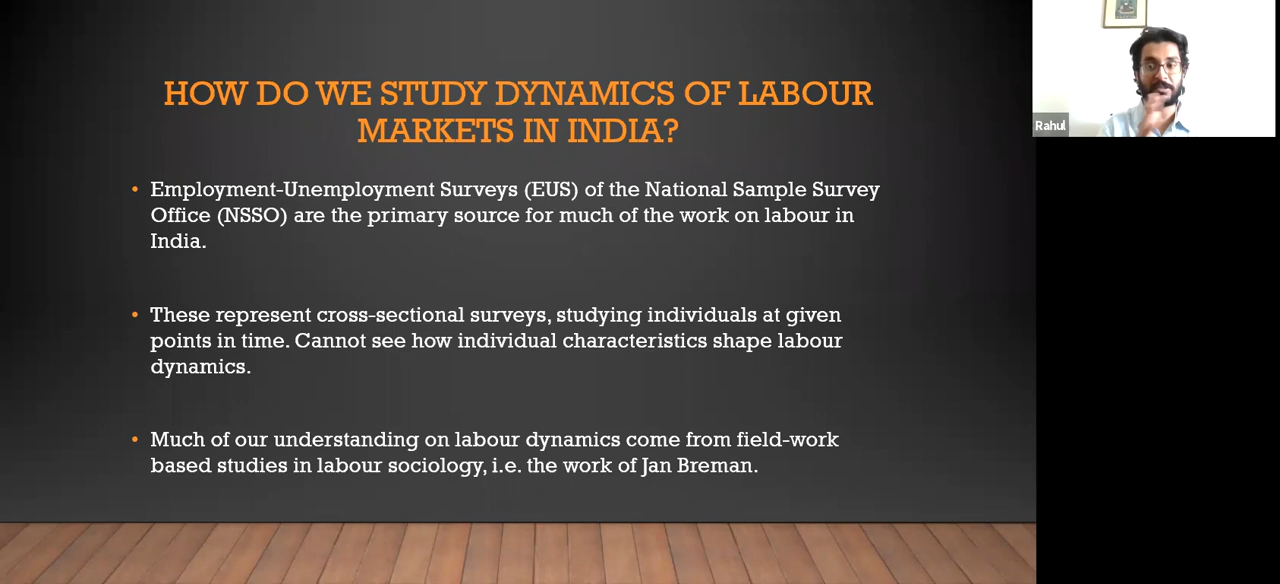 HOW DO WE STUDY DYNAMICS OF LABOUR
MARKETS IN INDIA?
• Employment-Unemployment Surveys (EUS) of the National Sample Survey
Office (NSSO) are the primary source for much of the work on labour in
India.
• These represent cross-sectional surveys, studying individuals at given
points in time. Cannot see how individual characteristics shape labour
dynamics.
• Much of our understanding on labour dynamics come from field-work
based studies in labour sociology, i.e. the work of Jan Breman.
Rahul